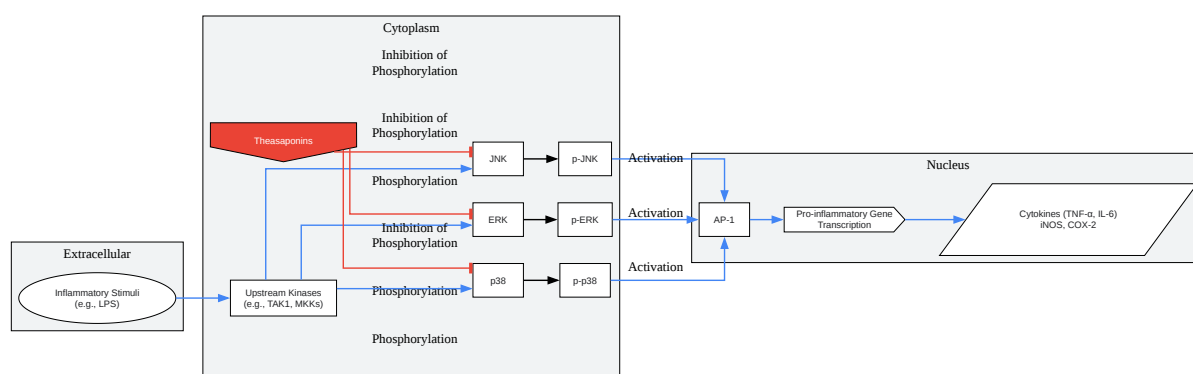 Cytoplasm
Inhibition of
Phosphorylation
Inhibition of
Phosphorylation
Theasaponins
JNK
p-JNK
Activation
Phosphorylation
Nucleus
ERK
p-ERK
Activation
AP-1
Pro-inflammatory Gene
Transcription
Cytokines (TNF-α, IL-6)
iNOS, COX-2
Inhibition of
Phosphorylation
Extracellular
Inflammatory Stimuli
(e.g., LPS)
Upstream Kinases
(e.g., TAK1, MKKs)
Phosphorylation
p38
p-p38
Activation
Phosphorylation